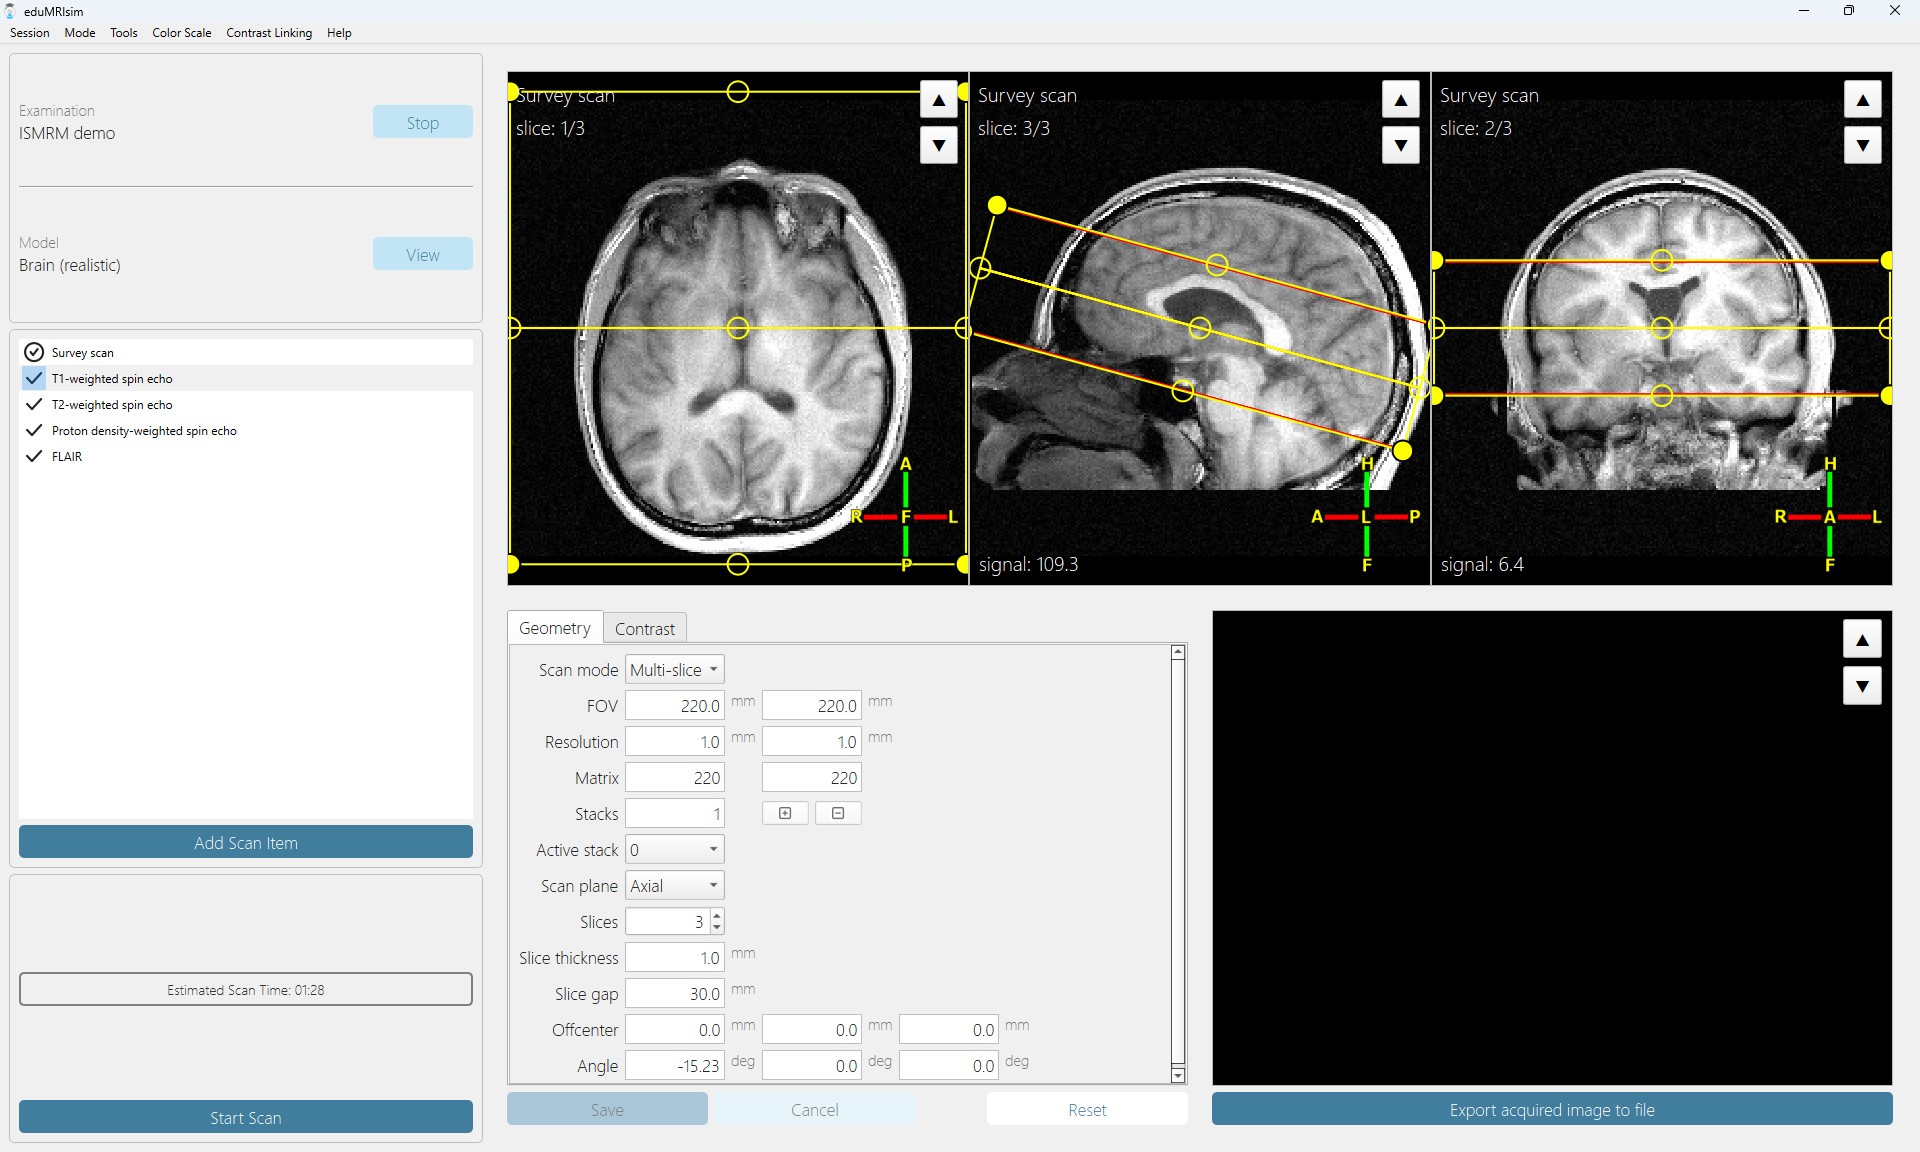 eduMRIsim
Session Mode Tools Color Scale Contrast Linking Help
Examination
ISMRM demo
Stop
Model
Brain (realistic)
View
Survey scan
T1-weighted spin echo
T2-weighted spin echo
Proton density-weighted spin echo
FLAIR
Add Scan Item
Estimated Scan Time: 01:28
Start Scan
Survey scan
slice: 1/3
A
R F L
P
Survey scan
slice: 3/3
H
A L P
F
signal: 109.3
Survey scan
slice: 2/3
H
R A L
F
signal: 6.4
Geometry Contrast
Scan mode Multi-slice
FOV 220.0 mm 220.0 mm
Resolution 1.0 mm 1.0 mm
Matrix 220 220
Stacks 1
Active stack 0
Scan plane Axial
Slices 3
Slice thickness 1.0 mm
Slice gap 30.0 mm
Offcenter 0.0 mm 0.0 mm 0.0 mm
Angle -15.23 deg 0.0 deg 0.0 deg
Save Cancel Reset
Export acquired image to file